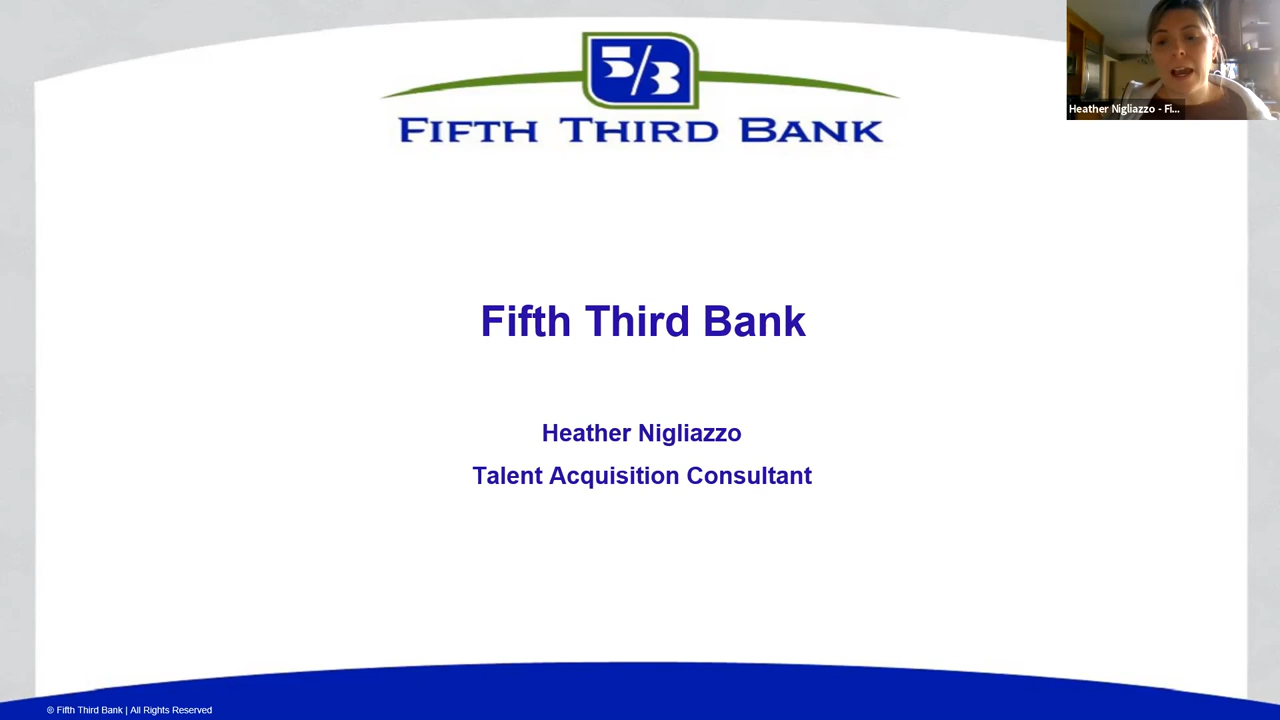 5/3
FIFTH THIRD BANK
Heather Nigliazzo - Fi...
Fifth Third Bank
Heather Nigliazzo
Talent Acquisition Consultant
© Fifth Third Bank | All Rights Reserved